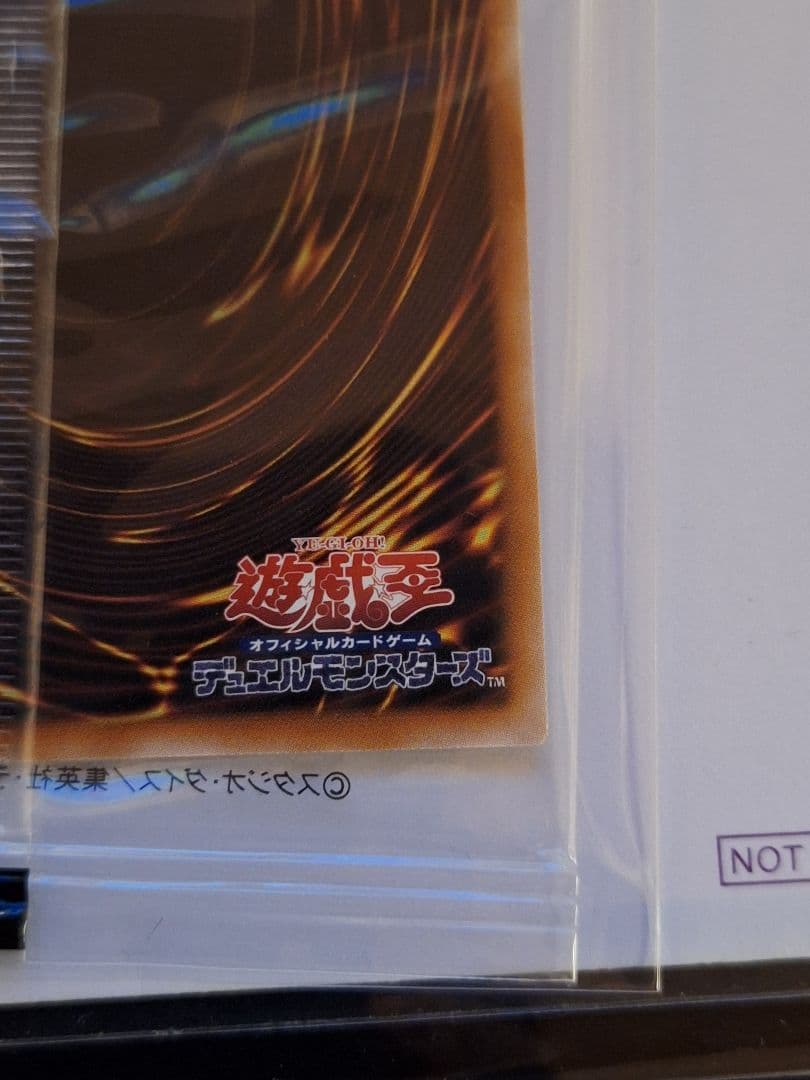 YU-GI-OH!
遊戯王
オフィシャルカードゲーム
デュエルモンスターズ™
©スタジオ・ダイス/集英社・
NOT